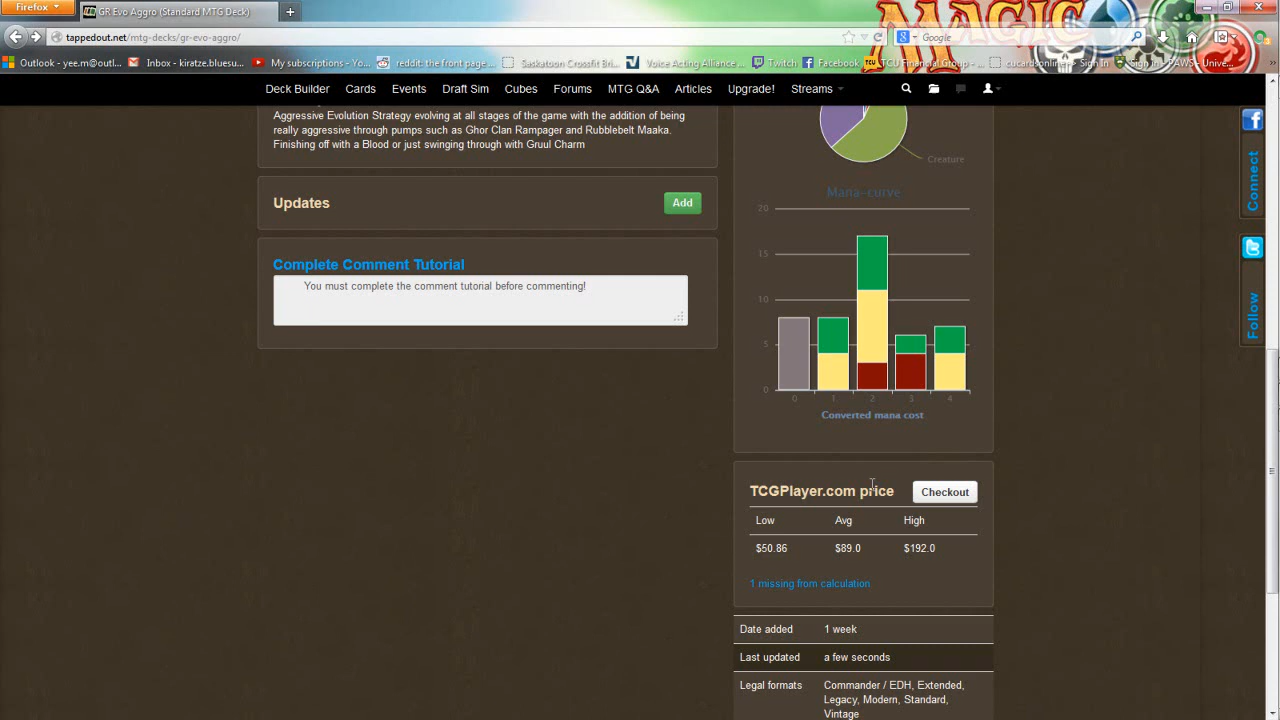 Firefox
GR Evo Aggro (Standard MTG Deck)
tappedout.net/mtg-decks/gr-evo-aggro/
Google
MAGIC
Outlook - yee.m@outl...
Inbox - kiratze.bluesu...
My subscriptions - Yo...
reddit: the front page ...
Saskatoon Crossfit Bri...
Voice Acting Alliance ...
Twitch
Facebook
TCU Financial Group - ...
cucardsonline
Sign in
PAWS - Unive...
Deck Builder
Cards
Events
Draft Sim
Cubes
Forums
MTG Q&A
Articles
Upgrade!
Streams
Aggressive Evolution Strategy evolving at all stages of the game with the addition of being
really aggressive through pumps such as Ghor Clan Rampager and Rubblebelt Maaka.
Finishing off with a Blood or just swinging through with Gruul Charm
Updates
Add
Complete Comment Tutorial
You must complete the comment tutorial before commenting!
Creature
Mana-curve
20
15
10
5
0
0 1 2 3 4
Converted mana cost
TCGPlayer.com price
Checkout
Low Avg High
$50.86 $89.0 $192.0
1 missing from calculation
Date added 1 week
Last updated a few seconds
Legal formats Commander / EDH, Extended,
Legacy, Modern, Standard,
Vintage
Connect
Follow